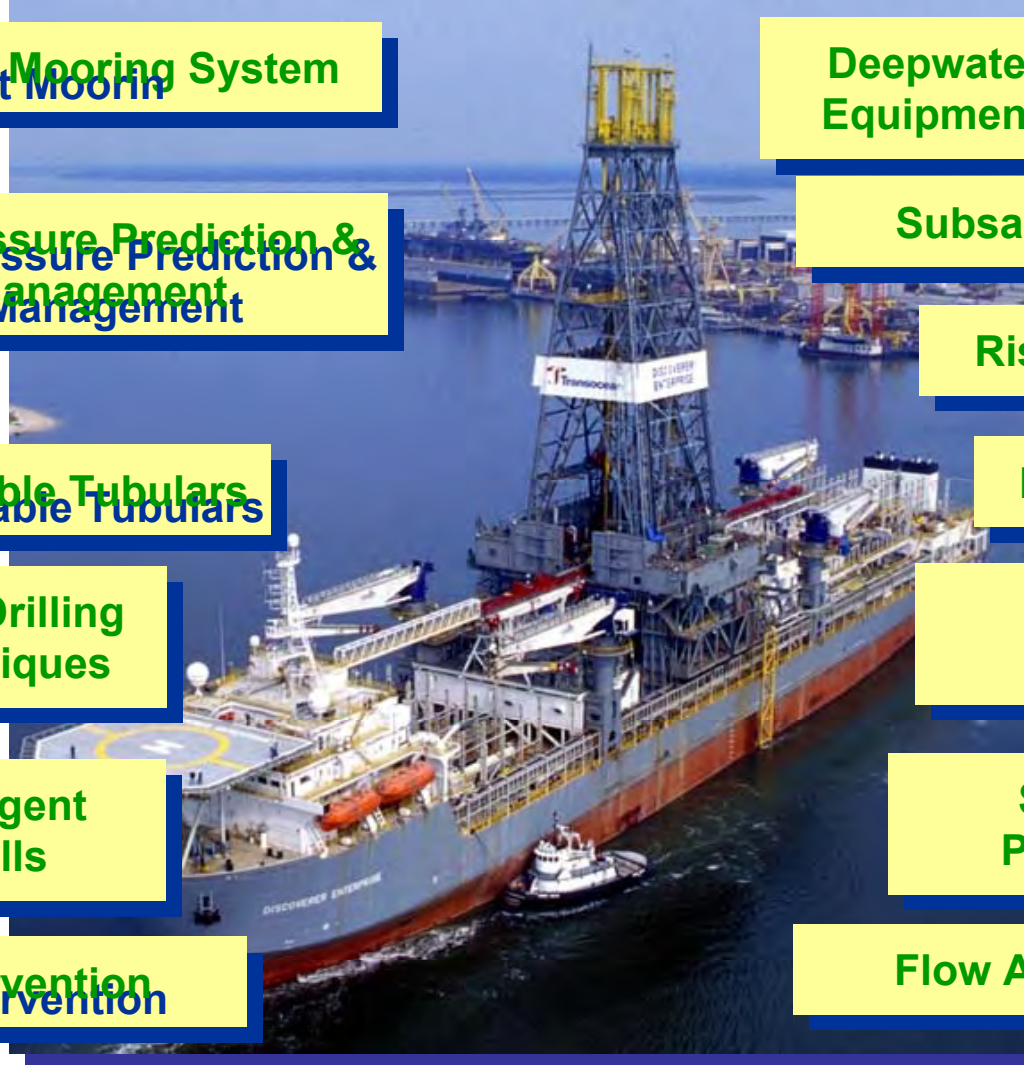 Mooring System
t Moorin
ssure Prediction &
anagement
ssure Prediction &
Management
ble Tubulars
able Tubulars
Drilling
iques
gent
lls
rvention
rvention
Deepwate
Equipmen
Subsa
Ris
S
P
Flow A
Transocean
DISCOVERER
ENTERPRISE
DISCOVERER ENTERPRISE